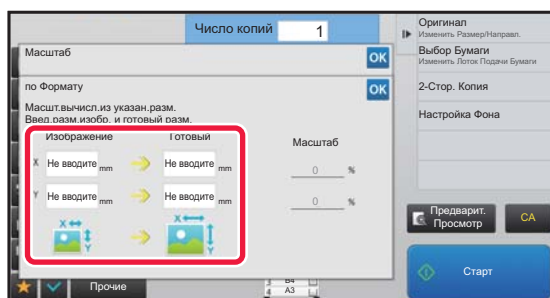 Число копий 1
Оригинал
Изменить Размер/Направл.
Выбор Бумаги
Изменить Лоток Подачи Бумаги
2-Стор. Копия
Настройка Фона
Предварит.
Просмотр
CA
Старт
Масштаб
OK
по Формату
OK
Масшт.вычисл.из указан.разм.
Введ.разм.изобр. и готовый разм.
Изображение Готовый
Масштаб
X Не вводите mm Не вводите mm 0 %
Y Не вводите mm Не вводите mm 0 %
X X
Y Y
Прочие
3 B4
4 A3